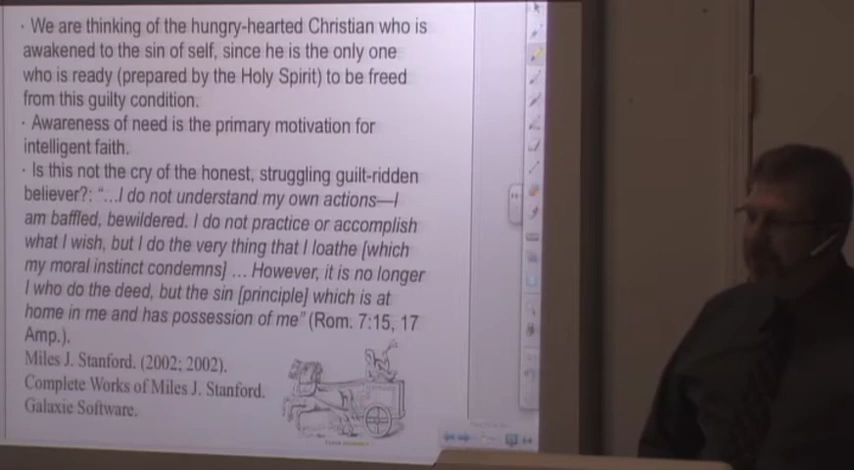 · We are thinking of the hungry-hearted Christian who is
awakened to the sin of self, since he is the only one
who is ready (prepared by the Holy Spirit) to be freed
from this guilty condition.
· Awareness of need is the primary motivation for
intelligent faith.
· Is this not the cry of the honest, struggling guilt-ridden
believer?: “...I do not understand my own actions—I
am baffled, bewildered. I do not practice or accomplish
what I wish, but I do the very thing that I loathe [which
my moral instinct condemns] ... However, it is no longer
I who do the deed, but the sin [principle] which is at
home in me and has possession of me” (Rom. 7:15, 17
Amp.).
Miles J. Stanford. (2002; 2002).
Complete Works of Miles J. Stanford.
Galaxie Software.